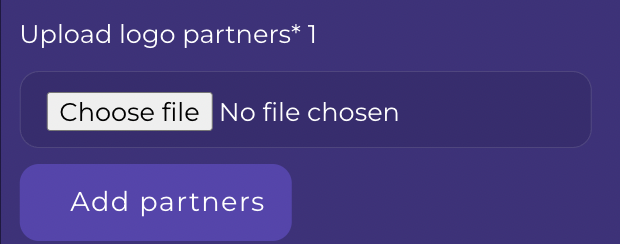 Upload logo partners* 1
Choose file No file chosen
Add partners